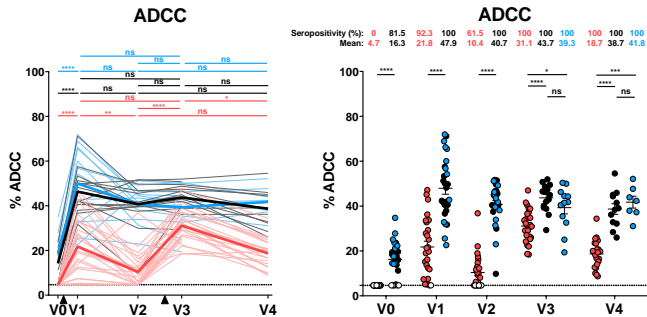 ADCC
ns
ns ns
**** ns ns
ns
ns ns
**** ns ns
ns *
****
**** ** ns
% ADCC
100
80
60
40
20
0
V0 V1 V2 V3 V4
ADCC
Seropositivity (%): 0 81.5 92.3 100 61.5 100 100 100 100 100 100 100
Mean: 4.7 16.3 21.8 47.9 10.4 40.7 31.1 43.7 39.3 18.7 38.7 41.8
**** **** **** * ***
**** ns **** ns
% ADCC
100
80
60
40
20
0
V0 V1 V2 V3 V4